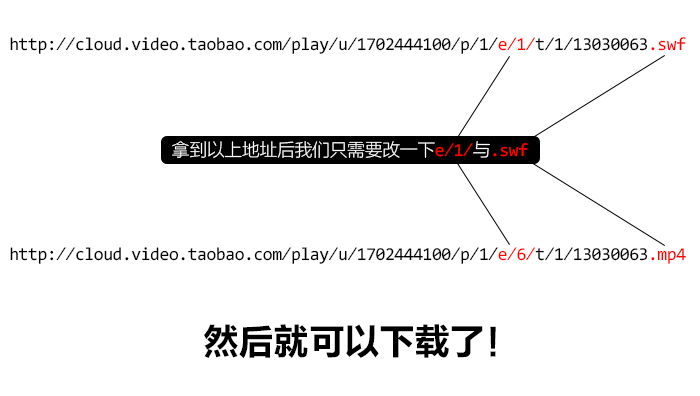 http://cloud.video.taobao.com/play/u/1702444100/p/1/e/1/t/1/13030063.swf
拿到以上地址后我们只需要改一下e/1/与.swf
http://cloud.video.taobao.com/play/u/1702444100/p/1/e/6/t/1/13030063.mp4
然后就可以下载了!